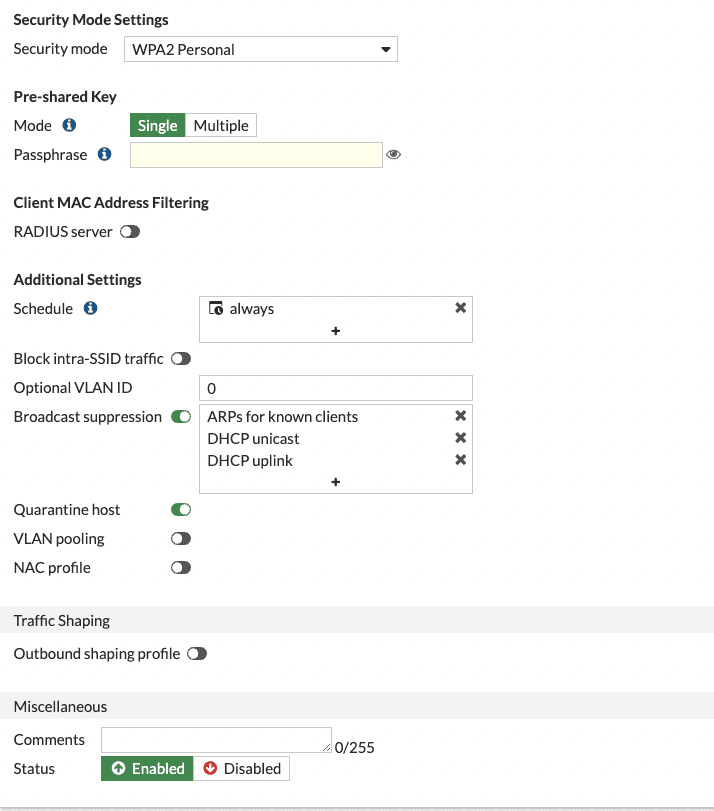 Security Mode Settings
Security mode WPA2 Personal
Pre-shared Key
Mode Single Multiple
Passphrase
Client MAC Address Filtering
RADIUS server
Additional Settings
Schedule always
Block intra-SSID traffic
Optional VLAN ID 0
Broadcast suppression ARPs for known clients
DHCP unicast
DHCP uplink
Quarantine host
VLAN pooling
NAC profile
Traffic Shaping
Outbound shaping profile
Miscellaneous
Comments 0/255
Status Enabled Disabled